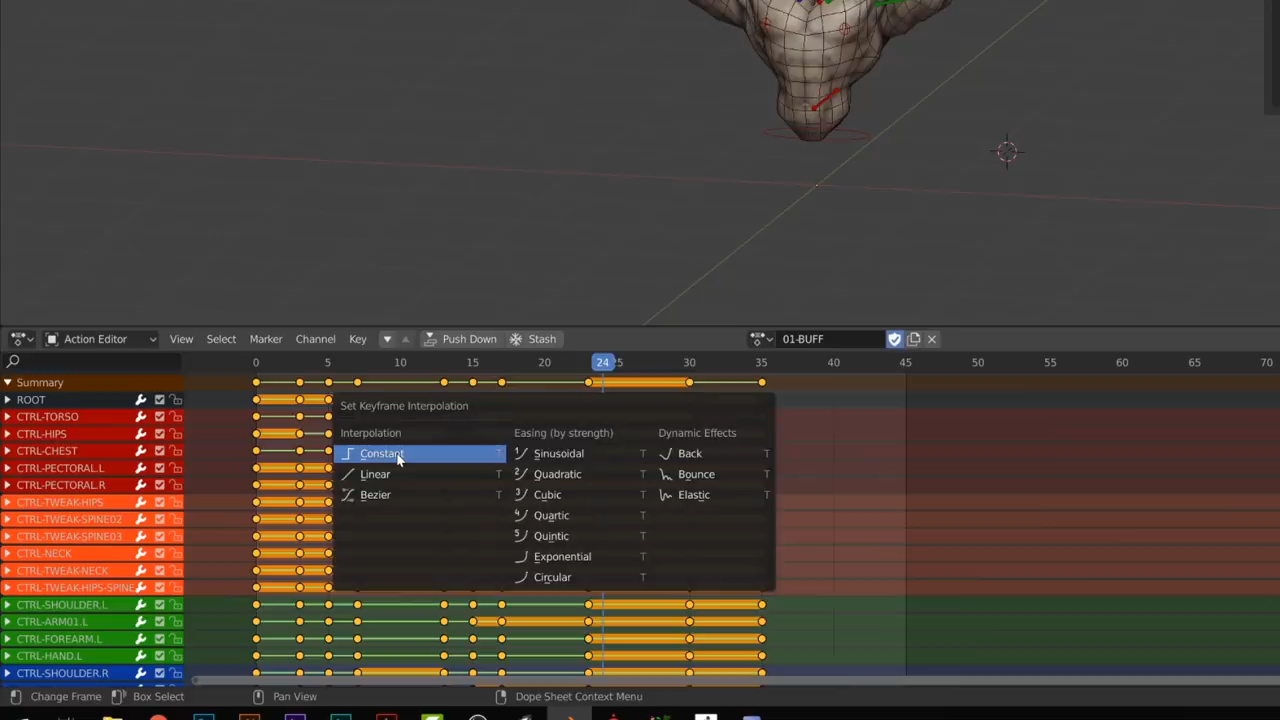 Action Editor View Select Marker Channel Key Push Down Stash 01-BUFF
0 5 10 15 20 24 25 30 35 40 45 50 55 60 65 70
Summary
ROOT
CTRL-TORSO
CTRL-HIPS
CTRL-CHEST
CTRL-PECTORAL.L
CTRL-PECTORAL.R
CTRL-TWEAK-HIPS
CTRL-TWEAK-SPINE02
CTRL-TWEAK-SPINE03
CTRL-NECK
CTRL-TWEAK-NECK
CTRL-TWEAK-HIPS-SPINE
CTRL-SHOULDER.L
CTRL-ARM01.L
CTRL-FOREARM.L
CTRL-HAND.L
CTRL-SHOULDER.R
Set Keyframe Interpolation
Interpolation
Constant T
Linear T
Bezier T
Easing (by strength)
Sinusoidal T
Quadratic T
Cubic T
Quartic T
Quintic T
Exponential T
Circular T
Dynamic Effects
Back T
Bounce T
Elastic T
Change Frame Box Select Pan View Dope Sheet Context Menu